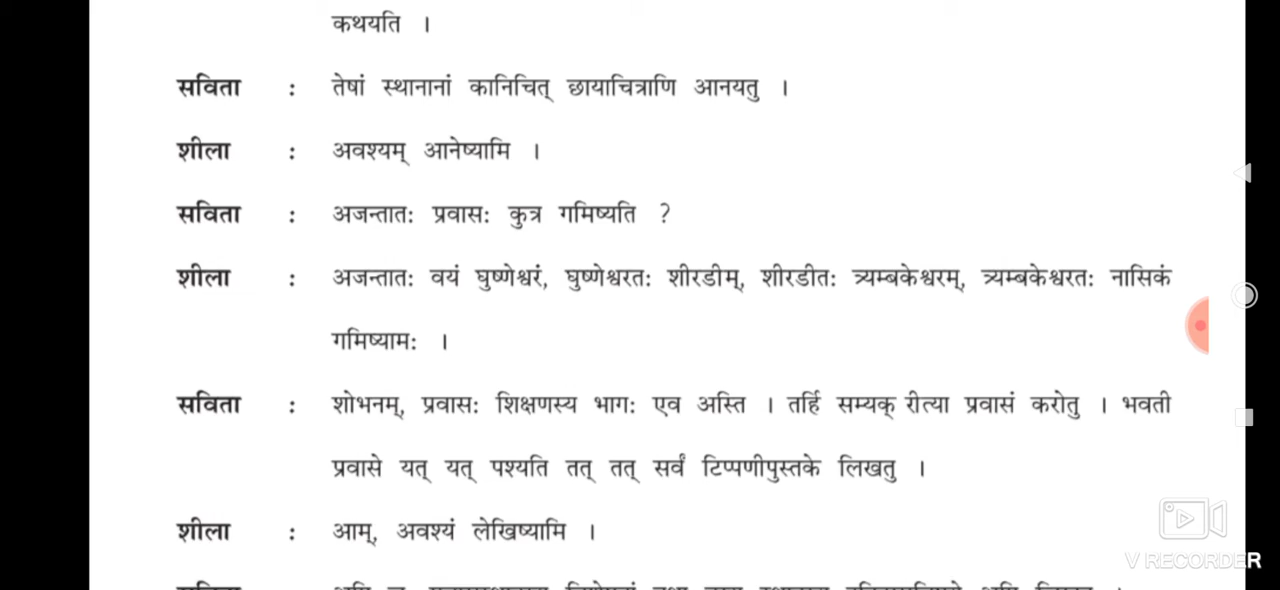 कथयति ।
सविता : तेषां स्थानानां कानिचित् छायाचित्राणि आनयतु ।
शीला : अवश्यम् आनेष्यामि ।
सविता : अजन्तातः प्रवासः कुत्र गमिष्यति ?
शीला : अजन्तातः वयं घुष्णेश्वरं, घुष्णेश्वरतः शीरडीम्, शीरडीतः त्र्यम्बकेश्वरम्, त्र्यम्बकेश्वरतः नासिकं
गमिष्यामः ।
सविता : शोभनम्, प्रवासः शिक्षणस्य भागः एव अस्ति । तर्हि सम्यक् रीत्या प्रवासं करोतु । भवती
प्रवासे यत् यत् पश्यति तत् तत् सर्वं टिप्पणीपुस्तके लिखतु ।
शीला : आम्, अवश्यं लेखिष्यामि ।
V RECORDER